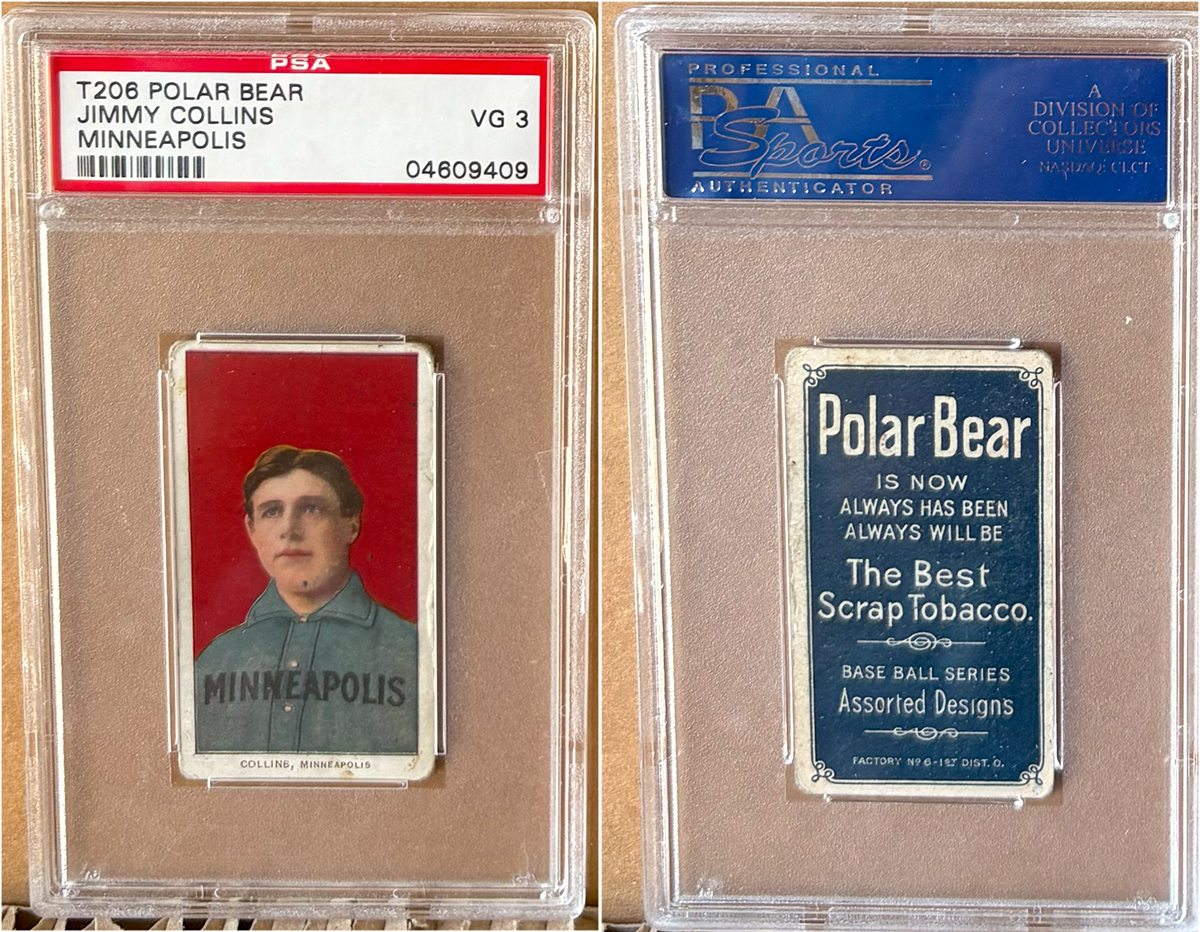 PSA
T206 POLAR BEAR
JIMMY COLLINS VG 3
MINNEAPOLIS
04609409
MINNEAPOLIS
COLLINS, MINNEAPOLIS
PROFESSIONAL
PSA
Sports®
AUTHENTICATOR
A
DIVISION OF
COLLECTORS
UNIVERSE
NASDAQ: CLCT
Polar Bear
IS NOW
ALWAYS HAS BEEN
ALWAYS WILL BE
The Best
Scrap Tobacco.
BASE BALL SERIES
Assorted Designs
FACTORY Nº 6-1ST DIST. O.